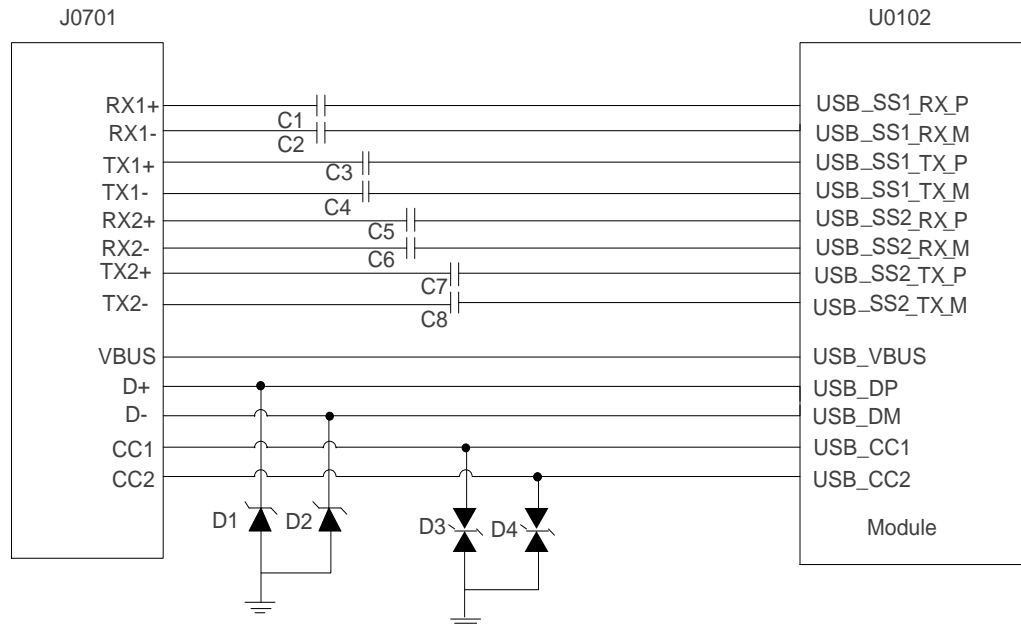 J0701
U0102
RX1+
C1
USB_SS1_RX_P
RX1-
C2
USB_SS1_RX_M
TX1+
C3
USB_SS1_TX_P
TX1-
C4
USB_SS1_TX_M
RX2+
C5
USB_SS2_RX_P
RX2-
C6
USB_SS2_RX_M
TX2+
C7
USB_SS2_TX_P
TX2-
C8
USB_SS2_TX_M
VBUS
USB_VBUS
D+
USB_DP
D-
USB_DM
CC1
USB_CC1
CC2
USB_CC2
D1
D2
D3
D4
Module